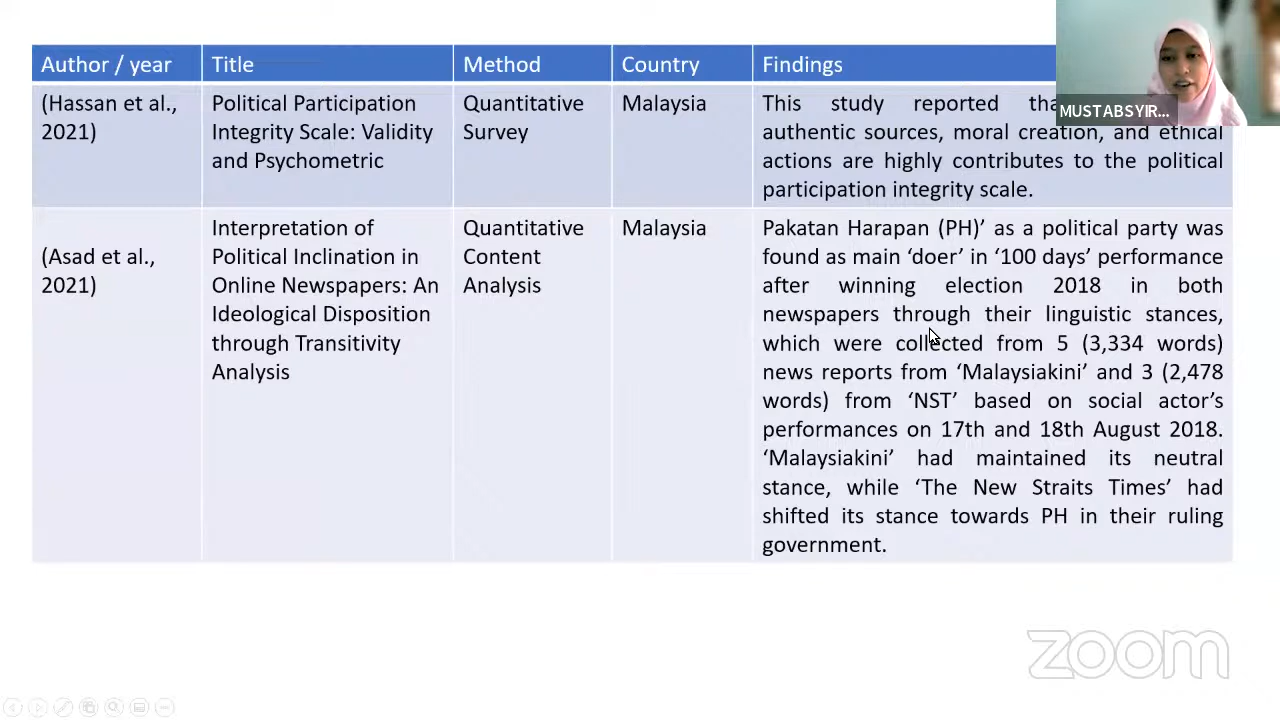 Author / year
Title
Method
Country
Findings
MUSTABSYIR...
(Hassan et al.,
2021)
Political Participation
Integrity Scale: Validity
and Psychometric
Quantitative
Survey
Malaysia
This study reported
authentic sources, moral creation, and ethical
actions are highly contributes to the political
participation integrity scale.
(Asad et al.,
2021)
Interpretation of
Political Inclination in
Online Newspapers: An
Ideological Disposition
through Transitivity
Analysis
Quantitative
Content
Analysis
Malaysia
Pakatan Harapan (PH)’ as a political party was
found as main ‘doer’ in ‘100 days’ performance
after winning election 2018 in both
newspapers through their linguistic stances,
which were collected from 5 (3,334 words)
news reports from ‘Malaysiakini’ and 3 (2,478
words) from ‘NST’ based on social actor’s
performances on 17th and 18th August 2018.
‘Malaysiakini’ had maintained its neutral
stance, while ‘The New Straits Times’ had
shifted its stance towards PH in their ruling
government.
zoom